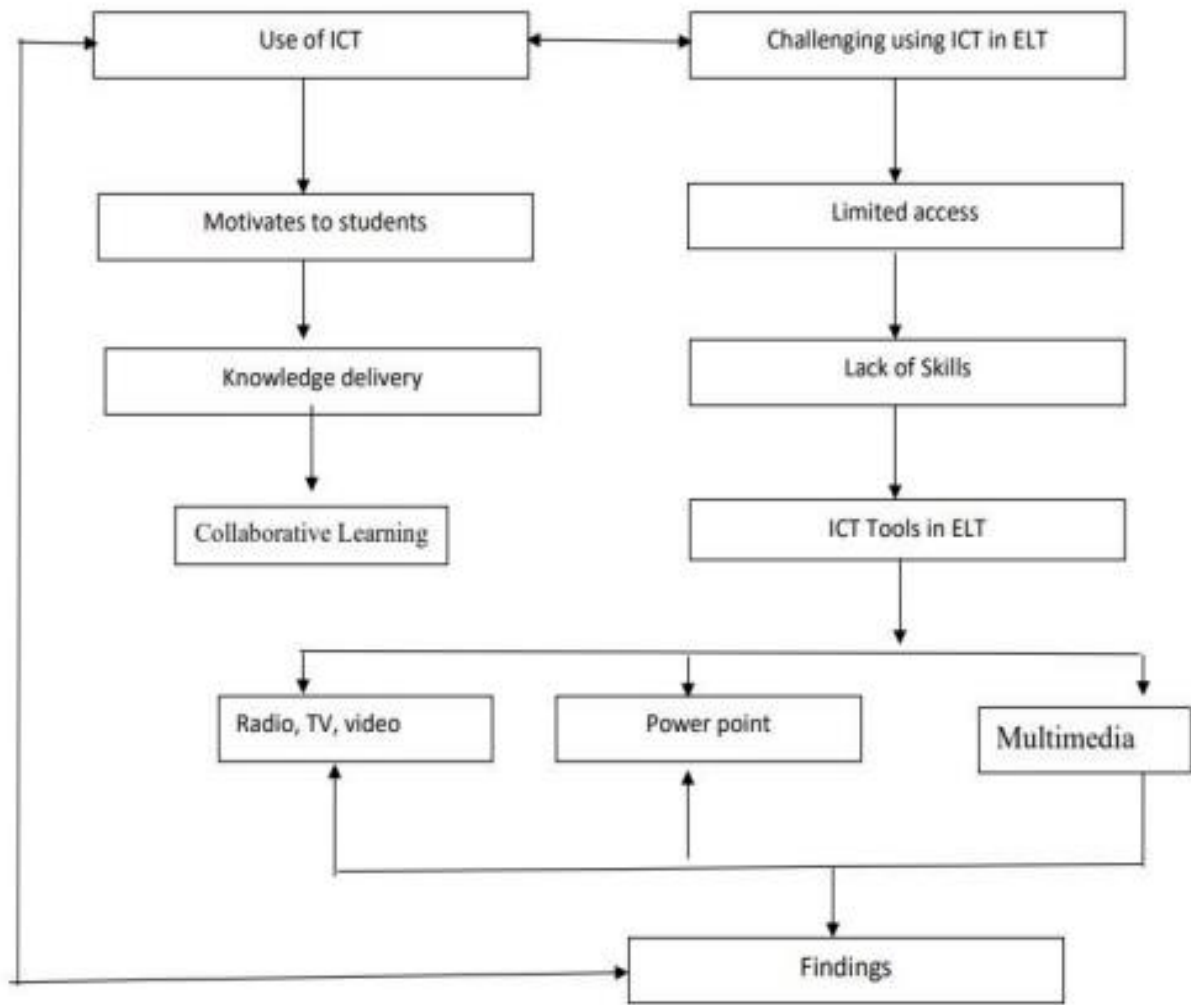 Use of ICT
Challenging using ICT in ELT
Motivates to students
Limited access
Knowledge delivery
Lack of Skills
Collaborative Learning
ICT Tools in ELT
Radio, TV, video
Power point
Multimedia
Findings